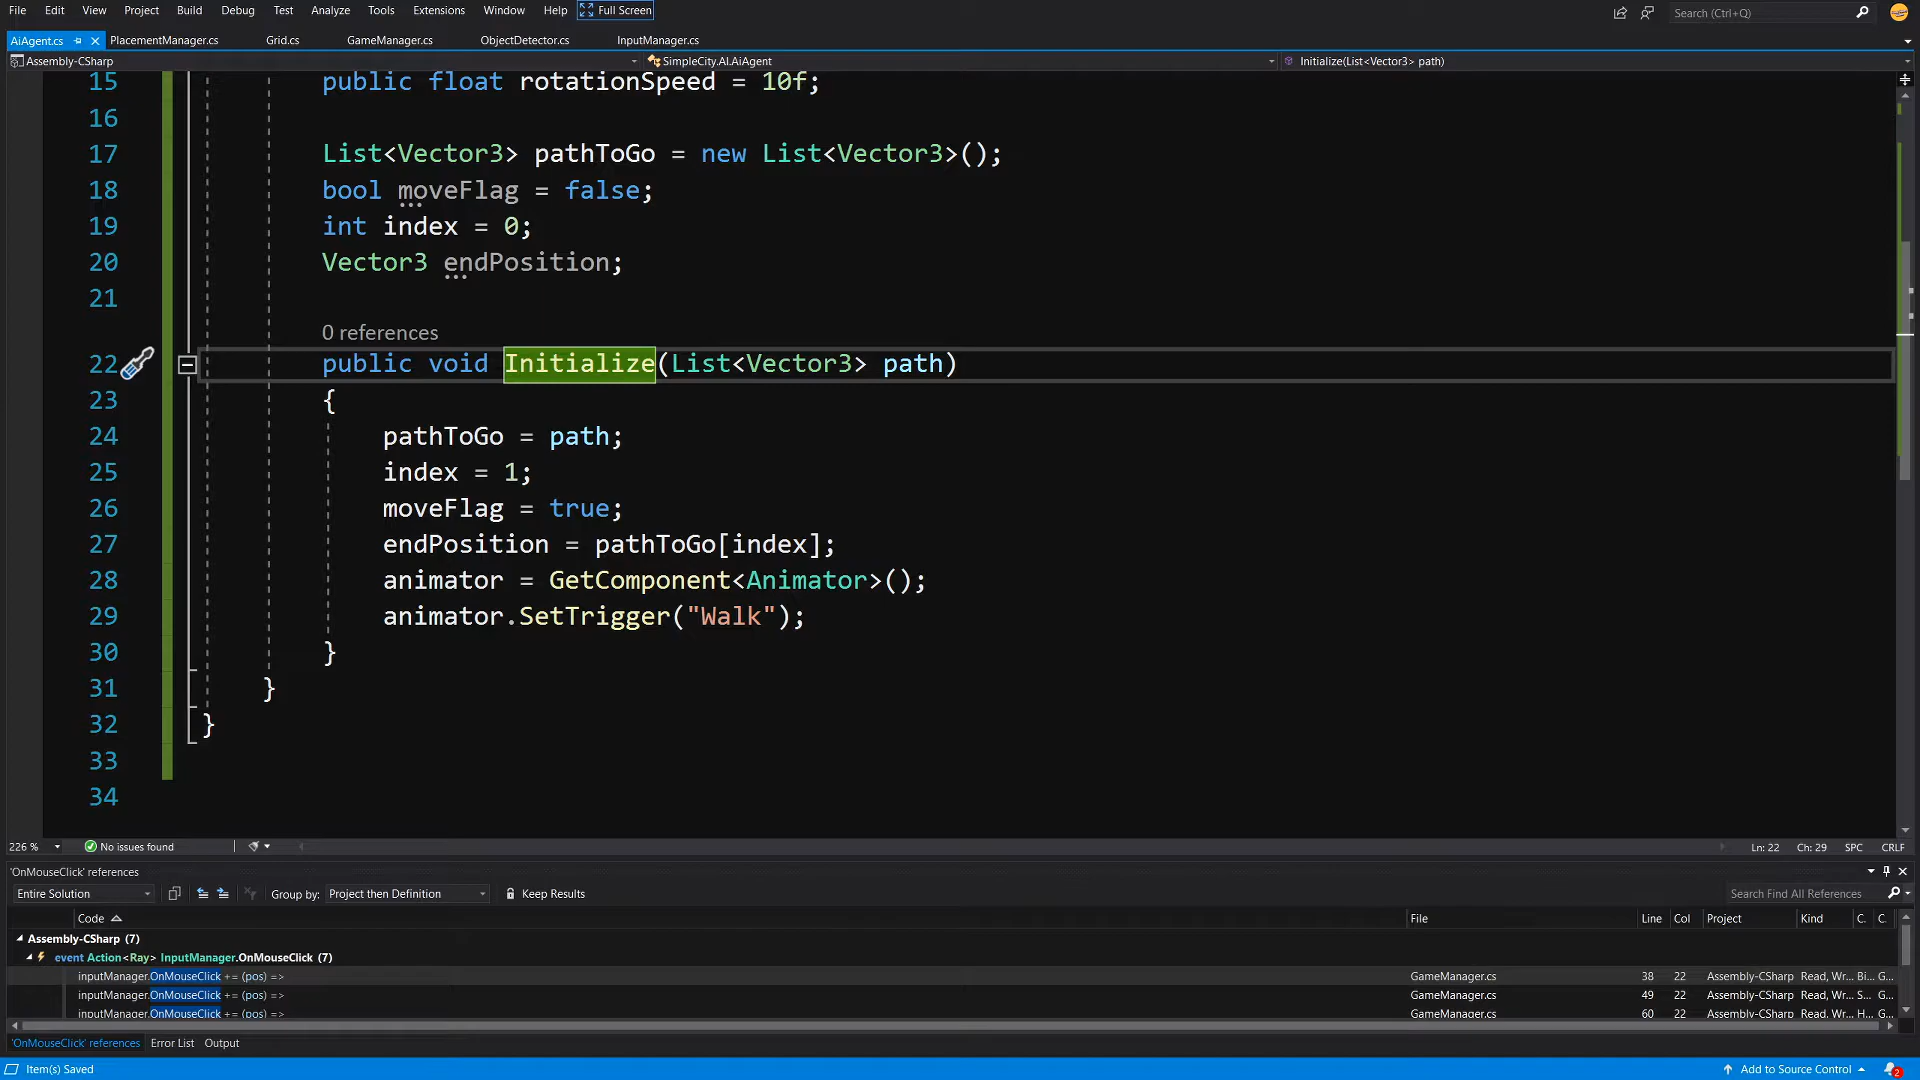 File Edit View Project Build Debug Test Analyze Tools Extensions Window Help Full Screen Search (Ctrl+Q)
AiAgent.cs PlacementManager.cs Grid.cs GameManager.cs ObjectDetector.cs InputManager.cs
Assembly-CSharp SimpleCity.AI.AiAgent Initialize(List<Vector3> path)
15 public float rotationSpeed = 10f;
16
17 List<Vector3> pathToGo = new List<Vector3>();
18 bool moveFlag = false;
19 int index = 0;
20 Vector3 endPosition;
21
0 references
22 public void Initialize(List<Vector3> path)
23 {
24 pathToGo = path;
25 index = 1;
26 moveFlag = true;
27 endPosition = pathToGo[index];
28 animator = GetComponent<Animator>();
29 animator.SetTrigger("Walk");
30 }
31 }
32 }
33
34
226 % No issues found Ln: 22 Ch: 29 SPC CRLF
'OnMouseClick' references
Entire Solution Group by: Project then Definition Keep Results Search Find All References
Code File Line Col Project Kind C. C.
Assembly-CSharp (7)
event Action<Ray> InputManager.OnMouseClick (7)
inputManager.OnMouseClick += (pos) => GameManager.cs 38 22 Assembly-CSharp Read, Wr... Bi... G...
inputManager.OnMouseClick += (pos) => GameManager.cs 49 22 Assembly-CSharp Read, Wr... S... G...
inputManager.OnMouseClick += (pos) => GameManager.cs 60 22 Assembly-CSharp Read, Wr... H... G...
'OnMouseClick' references Error List Output
Item(s) Saved Add to Source Control 2